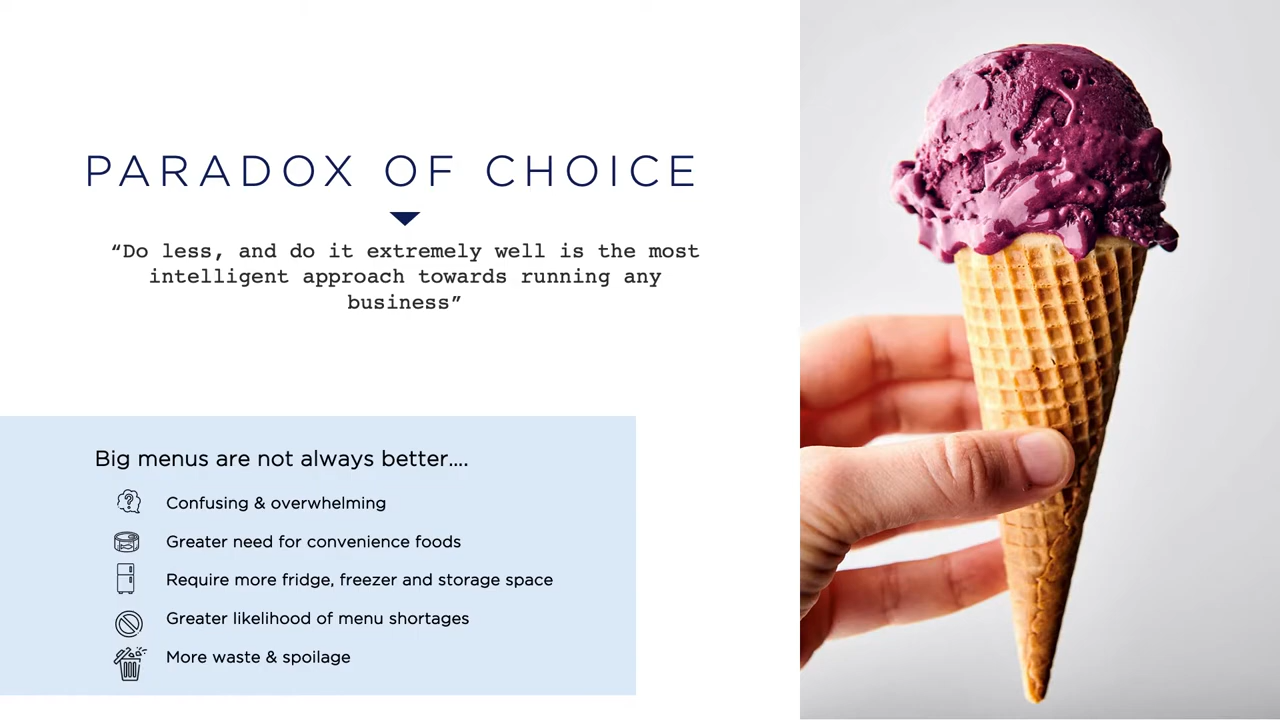 PARADOX OF CHOICE
“Do less, and do it extremely well is the most
intelligent approach towards running any
business”
Big menus are not always better....
Confusing & overwhelming
Greater need for convenience foods
Require more fridge, freezer and storage space
Greater likelihood of menu shortages
More waste & spoilage